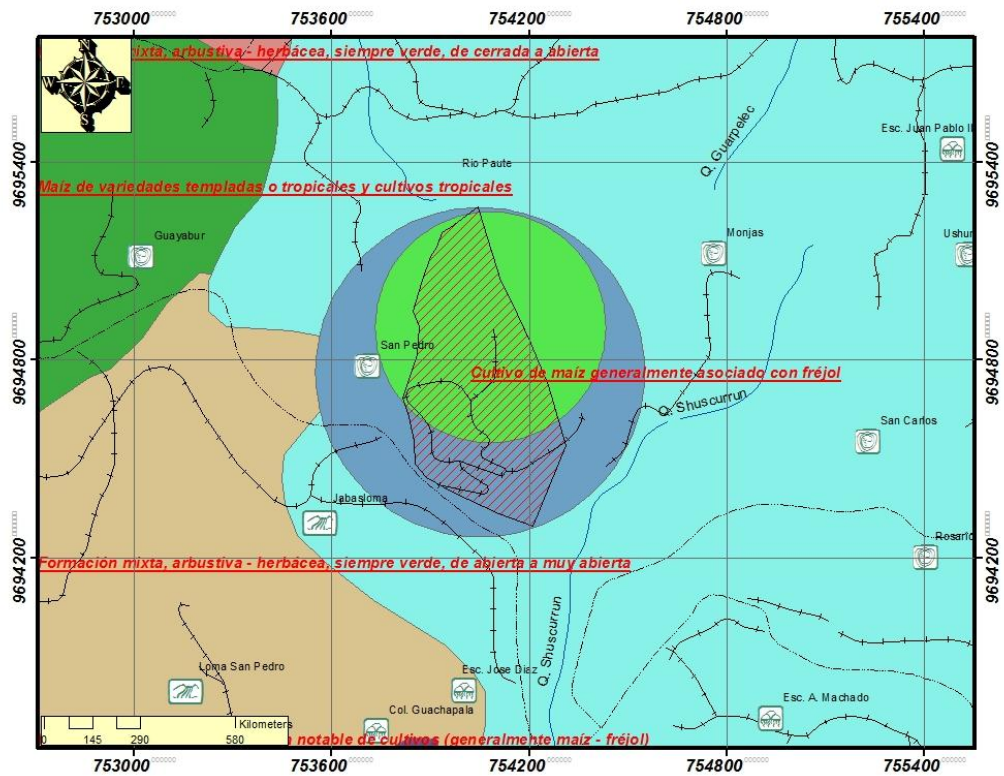 753000 753600 754200 754800 755400
mixta, arbustiva - herbácea, siempre verde, de cerrada a abierta
N
W E
S
Q. Guarpelec
Esc. Juan Pablo II
9695400 9695400
Rio Paute
Maíz de variedades templadas o tropicales y cultivos tropicales
Guayabur
Monjas
Ushur
San Pedro
9694800 9694800
Cultivo de maíz generalmente asociado con fréjol
Q. Shuscurrun
San Carlos
Jabasloma
Rosario
9694200 9694200
Formación mixta, arbustiva - herbácea, siempre verde, de abierta a muy abierta
Q. Shuscurrun
Loma San Pedro
Esc. Jose Diaz
Esc. A. Machado
Col. Guachapala
Kilometers
0 145 290 580
notable de cultivos (generalmente maíz - fréjol)
753000 753600 754200 754800 755400